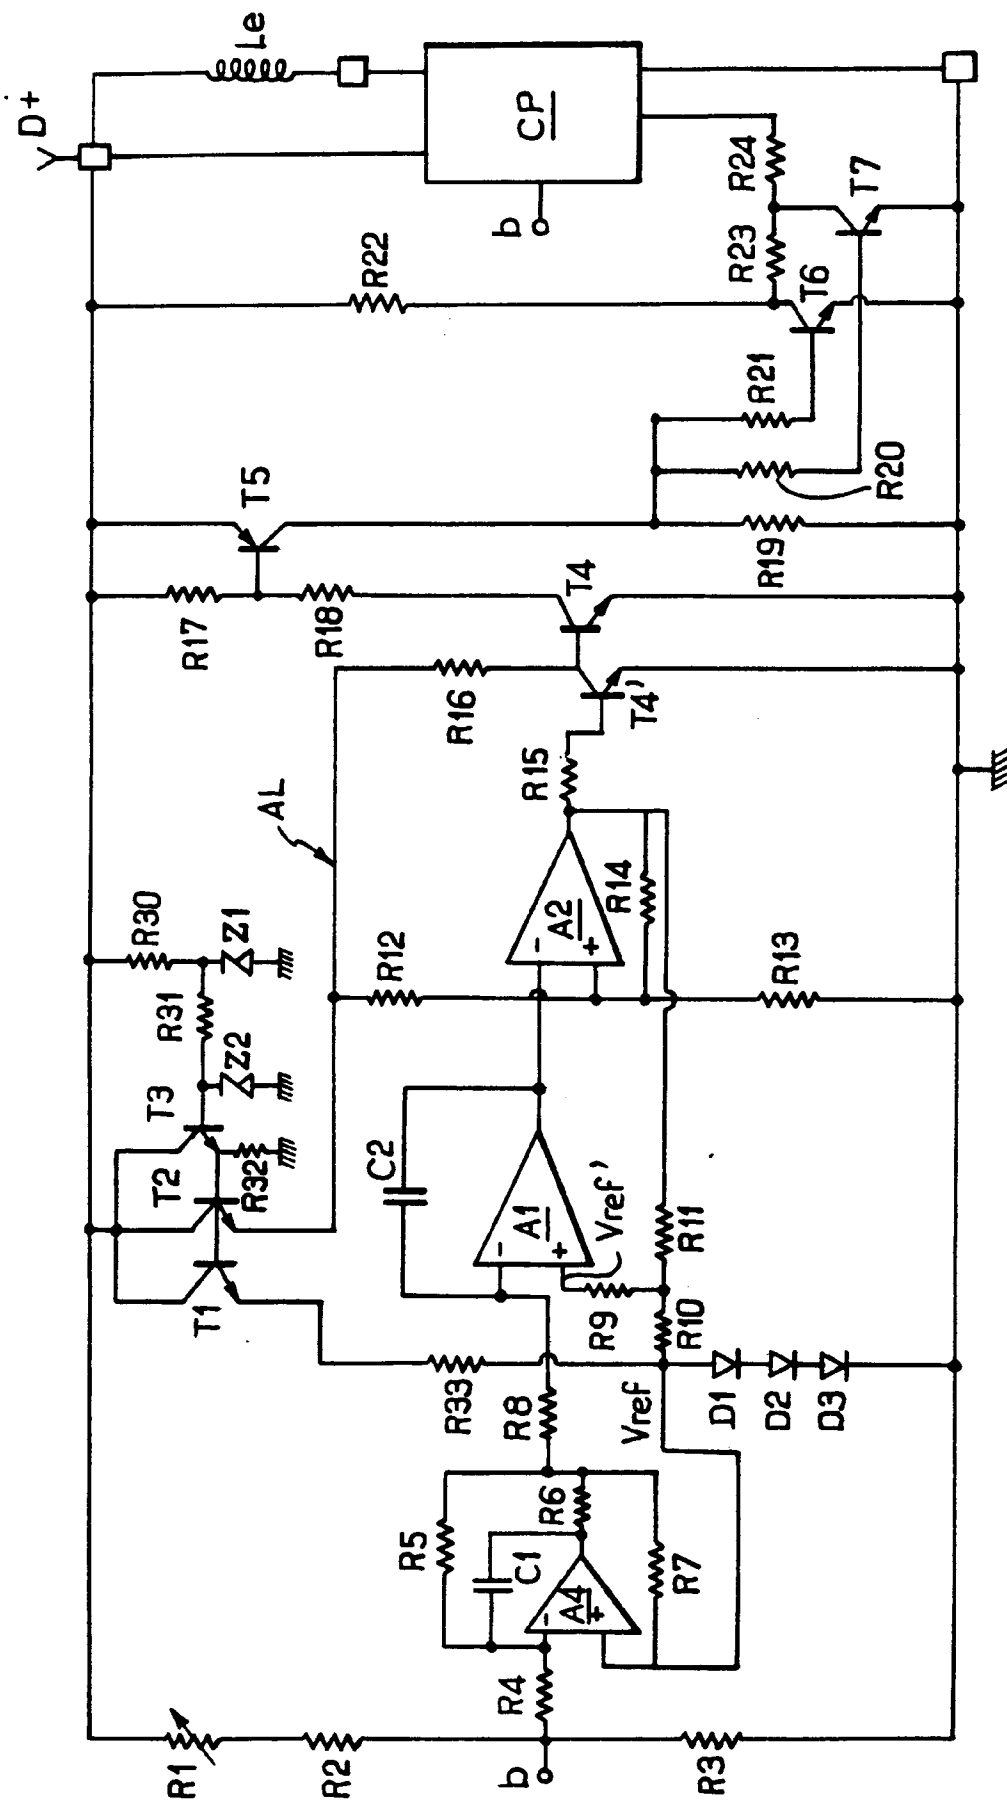 D+
Le
CP
b
R24
R23
T7
R22
T6
R21
R20
T5
R19
R17
R18
T4
R16
T4'
R15
AL
R30
Z1
R31
Z2
R12
A2
-
+
R14
R13
T3
T2
R32
T1
C2
A1
-
+
Vref'
R9
R11
R10
R33
R8
Vref
D1
D2
D3
R5
R6
C1
A4
-
+
R7
R4
R1
R2
b
R3